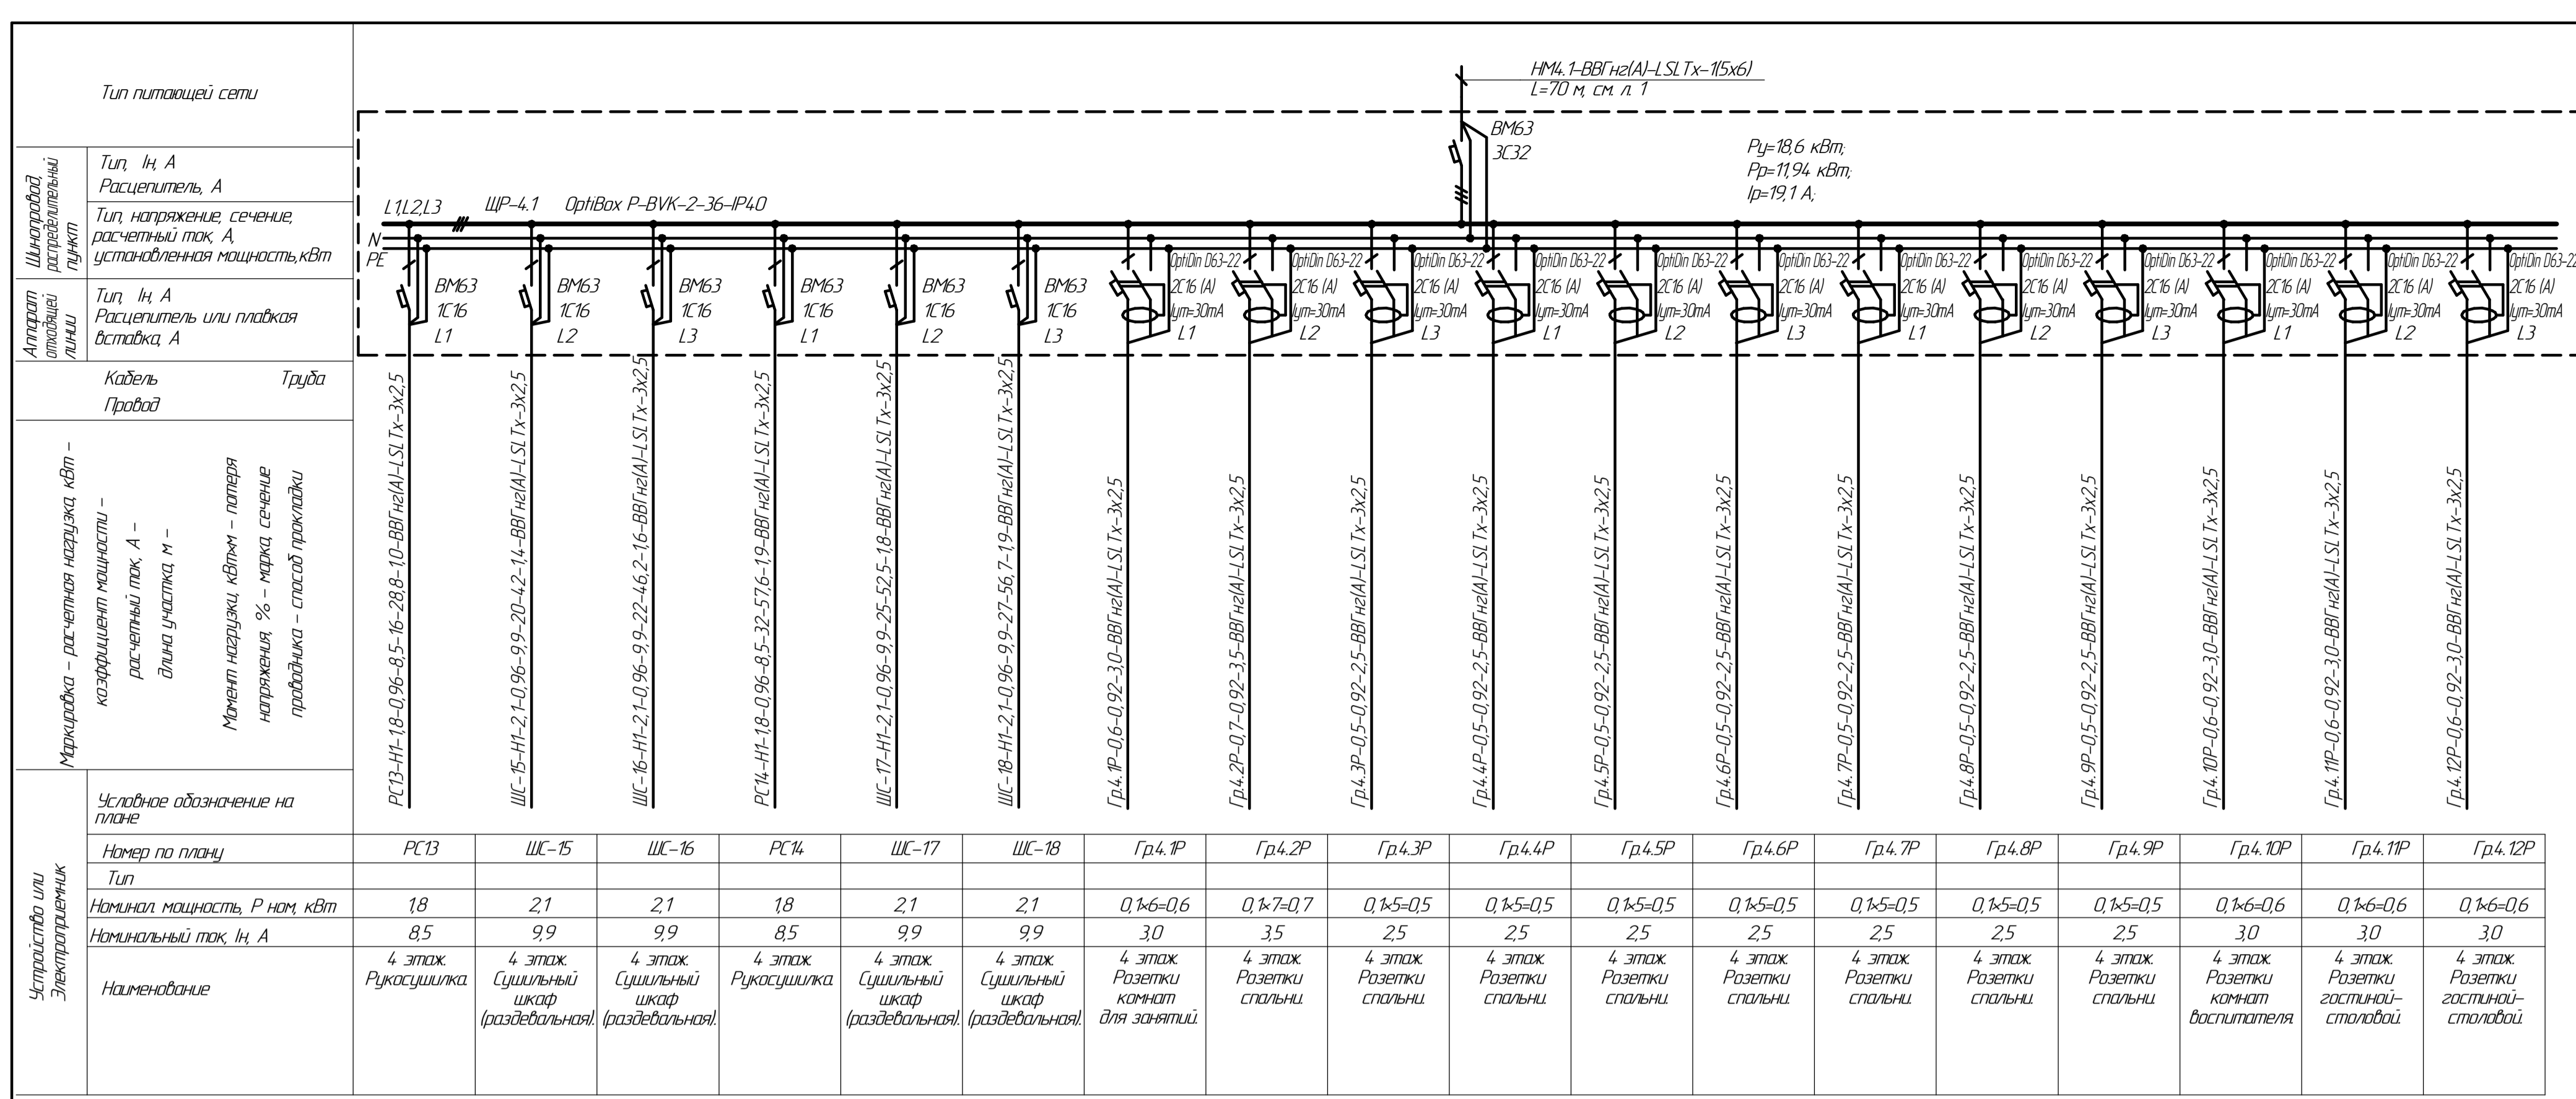 Тип питающей сети
НМ4.1-ВВГнг(А)-LSLTx-1(5х6)
L=70 м, см. л. 1
ВМ63
3С32
Ру=18,6 кВт;
Рр=11,94 кВт;
Iр=19,1 А;
Шинопровод, распределительный пункт
Тип, Iн, А
Расцепитель, А
Тип, напряжение, сечение,
расчетный ток, А,
установленная мощность,кВт
L1,L2,L3
ЩР-4.1 OptiBox P-BVK-2-36-IP40
N
PE
Аппарат отходящей линии
Тип, Iн, А
Расцепитель или плавкая
вставка, А
ВМ63
1С16
L1
ВМ63
1С16
L2
ВМ63
1С16
L3
ВМ63
1С16
L1
ВМ63
1С16
L2
ВМ63
1С16
L3
OptiDin D63-22
2С16 (А)
Iут=30mA
L1
OptiDin D63-22
2С16 (А)
Iут=30mA
L2
OptiDin D63-22
2С16 (А)
Iут=30mA
L3
OptiDin D63-22
2С16 (А)
Iут=30mA
L1
OptiDin D63-22
2С16 (А)
Iут=30mA
L2
OptiDin D63-22
2С16 (А)
Iут=30mA
L3
OptiDin D63-22
2С16 (А)
Iут=30mA
L1
OptiDin D63-22
2С16 (А)
Iут=30mA
L2
OptiDin D63-22
2С16 (А)
Iут=30mA
L3
OptiDin D63-22
2С16 (А)
Iут=30mA
L1
OptiDin D63-22
2С16 (А)
Iут=30mA
L2
OptiDin D63-22
2С16 (А)
Iут=30mA
L3
Кабель Труба
Провод
Маркировка - расчетная нагрузка, кВт -
коэффициент мощности -
расчетный ток, А -
длина участка, м -
Момент нагрузки, кВт×м - потеря
напряжения, % - марка, сечение
проводника - способ прокладки
РС13-Н1-1,8-0,96-8,5-16-28,8-1,0-ВВГнг(А)-LSLTx-3х2,5
ШС-15-Н1-2,1-0,96-9,9-20-42-1,4-ВВГнг(А)-LSLTx-3х2,5
ШС-16-Н1-2,1-0,96-9,9-22-46,2-1,6-ВВГнг(А)-LSLTx-3х2,5
РС14-Н1-1,8-0,96-8,5-32-57,6-1,9-ВВГнг(А)-LSLTx-3х2,5
ШС-17-Н1-2,1-0,96-9,9-25-52,5-1,8-ВВГнг(А)-LSLTx-3х2,5
ШС-18-Н1-2,1-0,96-9,9-27-56,7-1,9-ВВГнг(А)-LSLTx-3х2,5
Гр.4.1Р-0,6-0,92-3,0-ВВГнг(А)-LSLTx-3х2,5
Гр.4.2Р-0,7-0,92-3,5-ВВГнг(А)-LSLTx-3х2,5
Гр.4.3Р-0,5-0,92-2,5-ВВГнг(А)-LSLTx-3х2,5
Гр.4.4Р-0,5-0,92-2,5-ВВГнг(А)-LSLTx-3х2,5
Гр.4.5Р-0,5-0,92-2,5-ВВГнг(А)-LSLTx-3х2,5
Гр.4.6Р-0,5-0,92-2,5-ВВГнг(А)-LSLTx-3х2,5
Гр.4.7Р-0,5-0,92-2,5-ВВГнг(А)-LSLTx-3х2,5
Гр.4.8Р-0,5-0,92-2,5-ВВГнг(А)-LSLTx-3х2,5
Гр.4.9Р-0,5-0,92-2,5-ВВГнг(А)-LSLTx-3х2,5
Гр.4.10Р-0,6-0,92-3,0-ВВГнг(А)-LSLTx-3х2,5
Гр.4.11Р-0,6-0,92-3,0-ВВГнг(А)-LSLTx-3х2,5
Гр.4.12Р-0,6-0,92-3,0-ВВГнг(А)-LSLTx-3х2,5
Устройство или
Электроприемник
Условное обозначение на
плане
Номер по плану РС13 ШС-15 ШС-16 РС14 ШС-17 ШС-18 Гр.4.1Р Гр.4.2Р Гр.4.3Р Гр.4.4Р Гр.4.5Р Гр.4.6Р Гр.4.7Р Гр.4.8Р Гр.4.9Р Гр.4.10Р Гр.4.11Р Гр.4.12Р
Тип
Номинал. мощность, Р ном, кВт 1,8 2,1 2,1 1,8 2,1 2,1 0,1×6=0,6 0,1×7=0,7 0,1×5=0,5 0,1×5=0,5 0,1×5=0,5 0,1×5=0,5 0,1×5=0,5 0,1×5=0,5 0,1×5=0,5 0,1×6=0,6 0,1×6=0,6 0,1×6=0,6
Номинальный ток, Iн, А 8,5 9,9 9,9 8,5 9,9 9,9 3,0 3,5 2,5 2,5 2,5 2,5 2,5 2,5 2,5 3,0 3,0 3,0
Наименование
4 этаж.
Рукосушилка.
4 этаж.
Сушильный
шкаф
(раздевальная).
4 этаж.
Сушильный
шкаф
(раздевальная).
4 этаж.
Рукосушилка.
4 этаж.
Сушильный
шкаф
(раздевальная).
4 этаж.
Сушильный
шкаф
(раздевальная).
4 этаж.
Розетки
комнат
для занятий.
4 этаж.
Розетки
спальни.
4 этаж.
Розетки
спальни.
4 этаж.
Розетки
спальни.
4 этаж.
Розетки
спальни.
4 этаж.
Розетки
спальни.
4 этаж.
Розетки
спальни.
4 этаж.
Розетки
спальни.
4 этаж.
Розетки
спальни.
4 этаж.
Розетки
комнат
воспитателя.
4 этаж.
Розетки
гостиной-
столовой.
4 этаж.
Розетки
гостиной-
столовой.